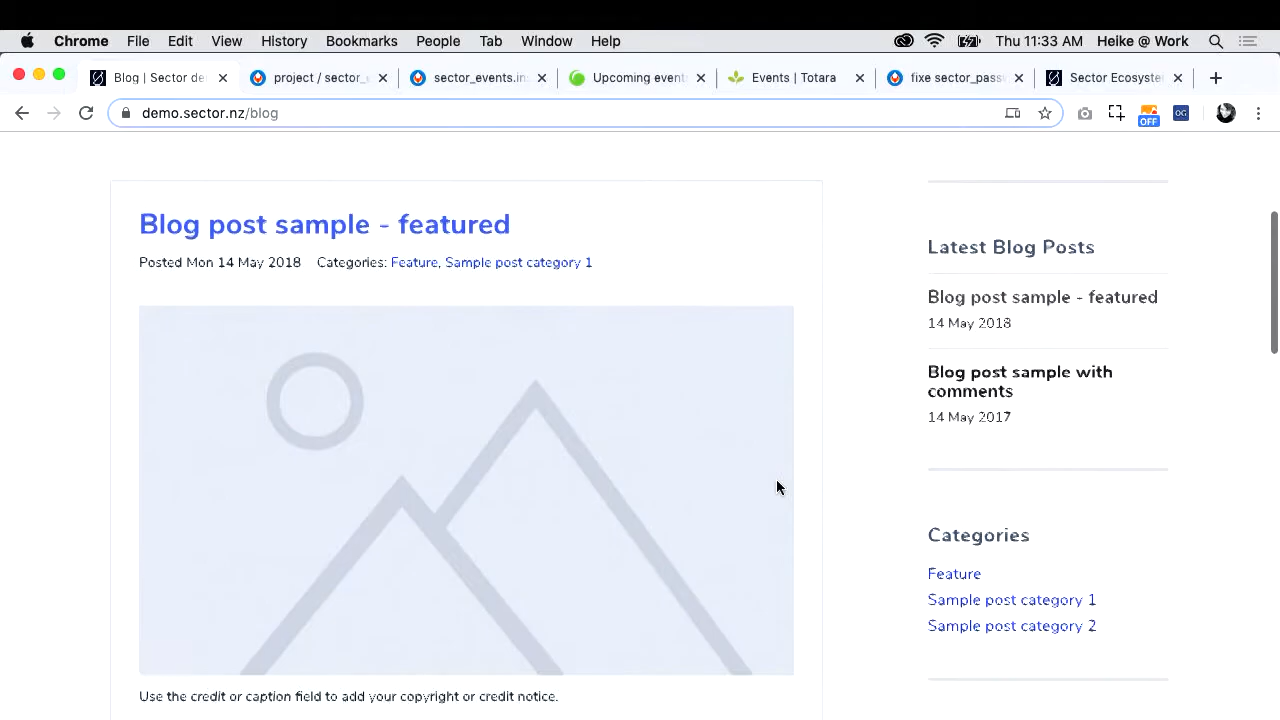 Chrome File Edit View History Bookmarks People Tab Window Help Thu 11:33 AM Heike @ Work
Blog | Sector de project / sector_ sector_events.in Upcoming event Events | Totara fixe sector_pass Sector Ecosyste
demo.sector.nz/blog
OFF
OG
Blog post sample - featured
Posted Mon 14 May 2018 Categories: Feature, Sample post category 1
Use the credit or caption field to add your copyright or credit notice.
Latest Blog Posts
Blog post sample - featured
14 May 2018
Blog post sample with
comments
14 May 2017
Categories
Feature
Sample post category 1
Sample post category 2